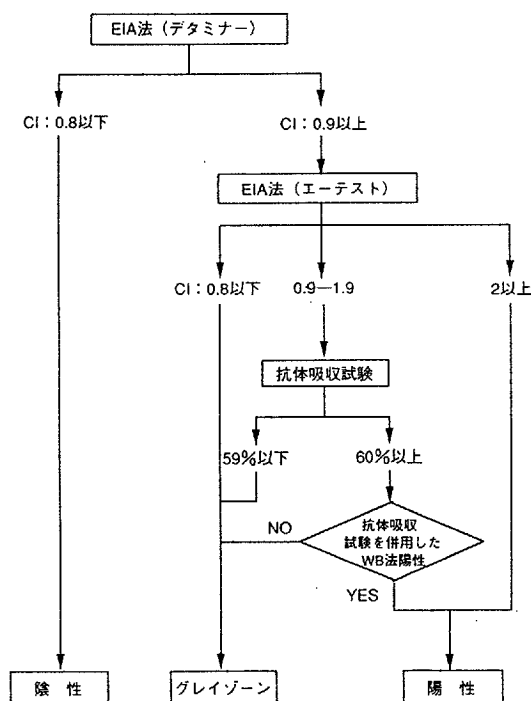 EIA法(デタミナー)
CI:0.8以下
CI:0.9以上
EIA法(エーテスト)
CI:0.8以下
0.9—1.9
2以上
抗体吸収試験
59%以下
60%以上
NO
抗体吸収
試験を併用した
WB法陽性
YES
陰 性
グレイゾーン
陽 性